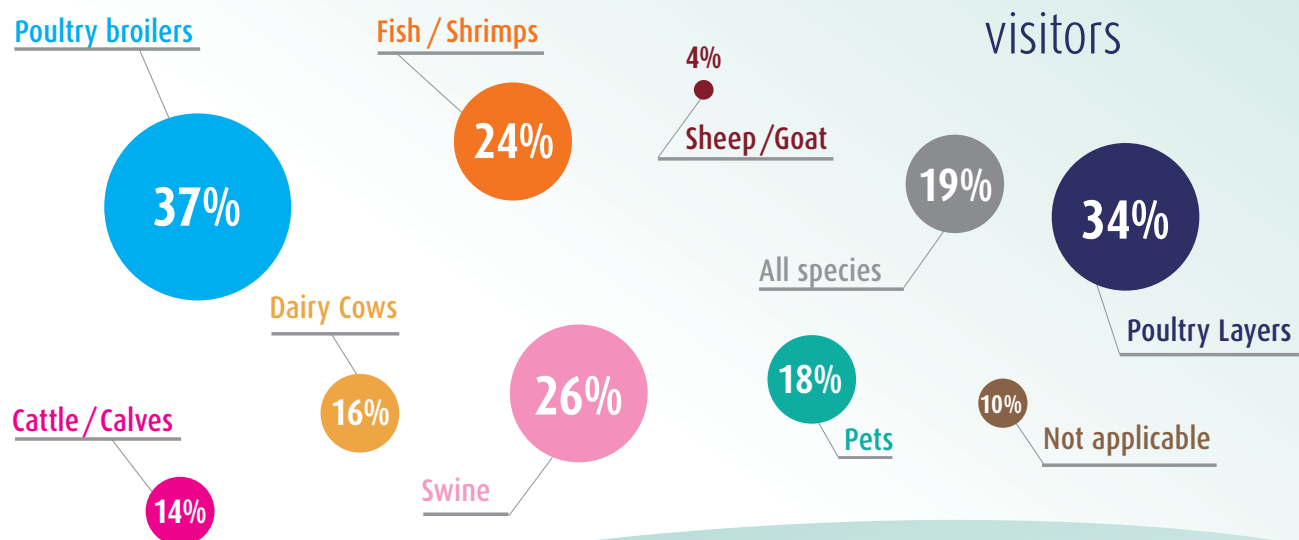 visitors
Poultry broilers
37%
Fish / Shrimps
24%
4%
Sheep / Goat
19%
All species
34%
Poultry Layers
Dairy Cows
16%
26%
Swine
18%
Pets
10%
Not applicable
Cattle / Calves
14%